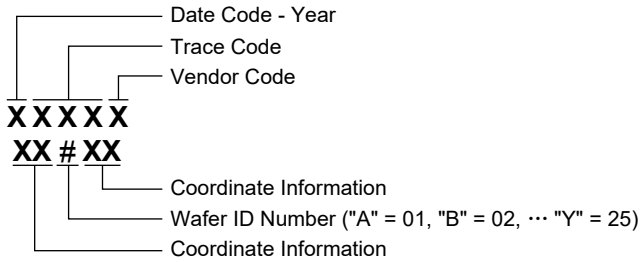 Date Code - Year
Trace Code
Vendor Code
X X X X X
XX # XX
Coordinate Information
Wafer ID Number ("A" = 01, "B" = 02, ··· "Y" = 25)
Coordinate Information